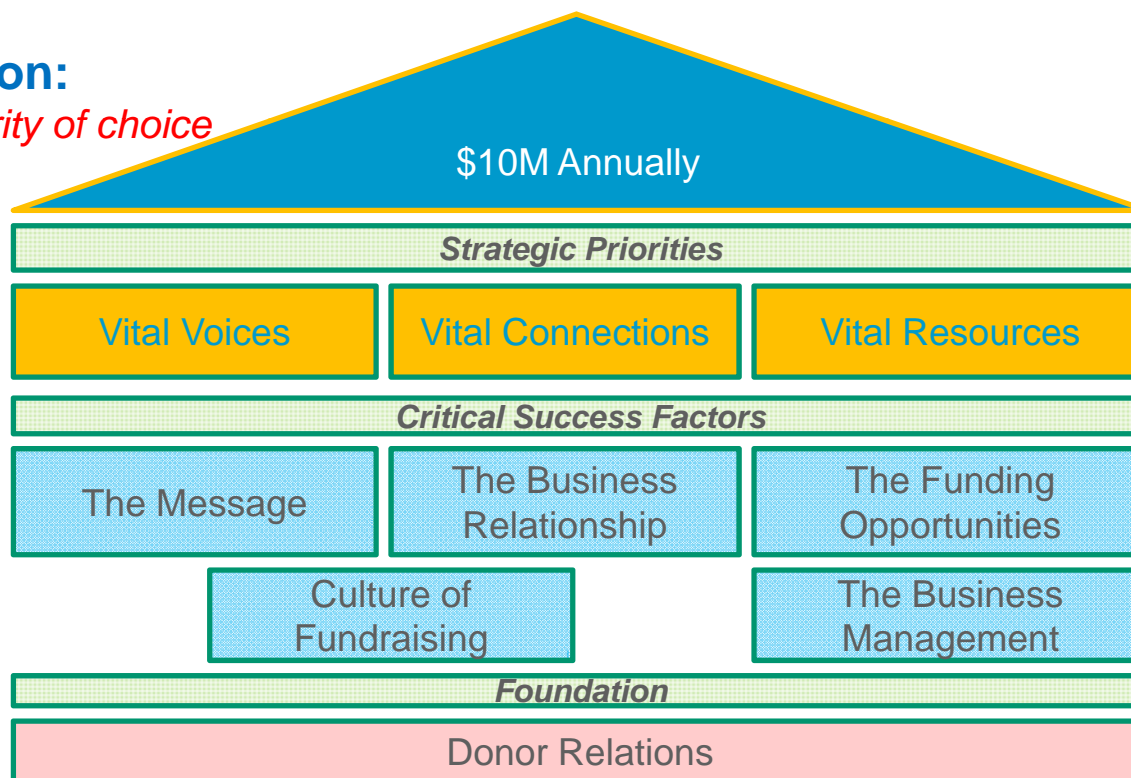 on:
rity of choice
$10M Annually
Strategic Priorities
Vital Voices
Vital Connections
Vital Resources
Critical Success Factors
The Message
The Business
Relationship
The Funding
Opportunities
Culture of
Fundraising
The Business
Management
Foundation
Donor Relations